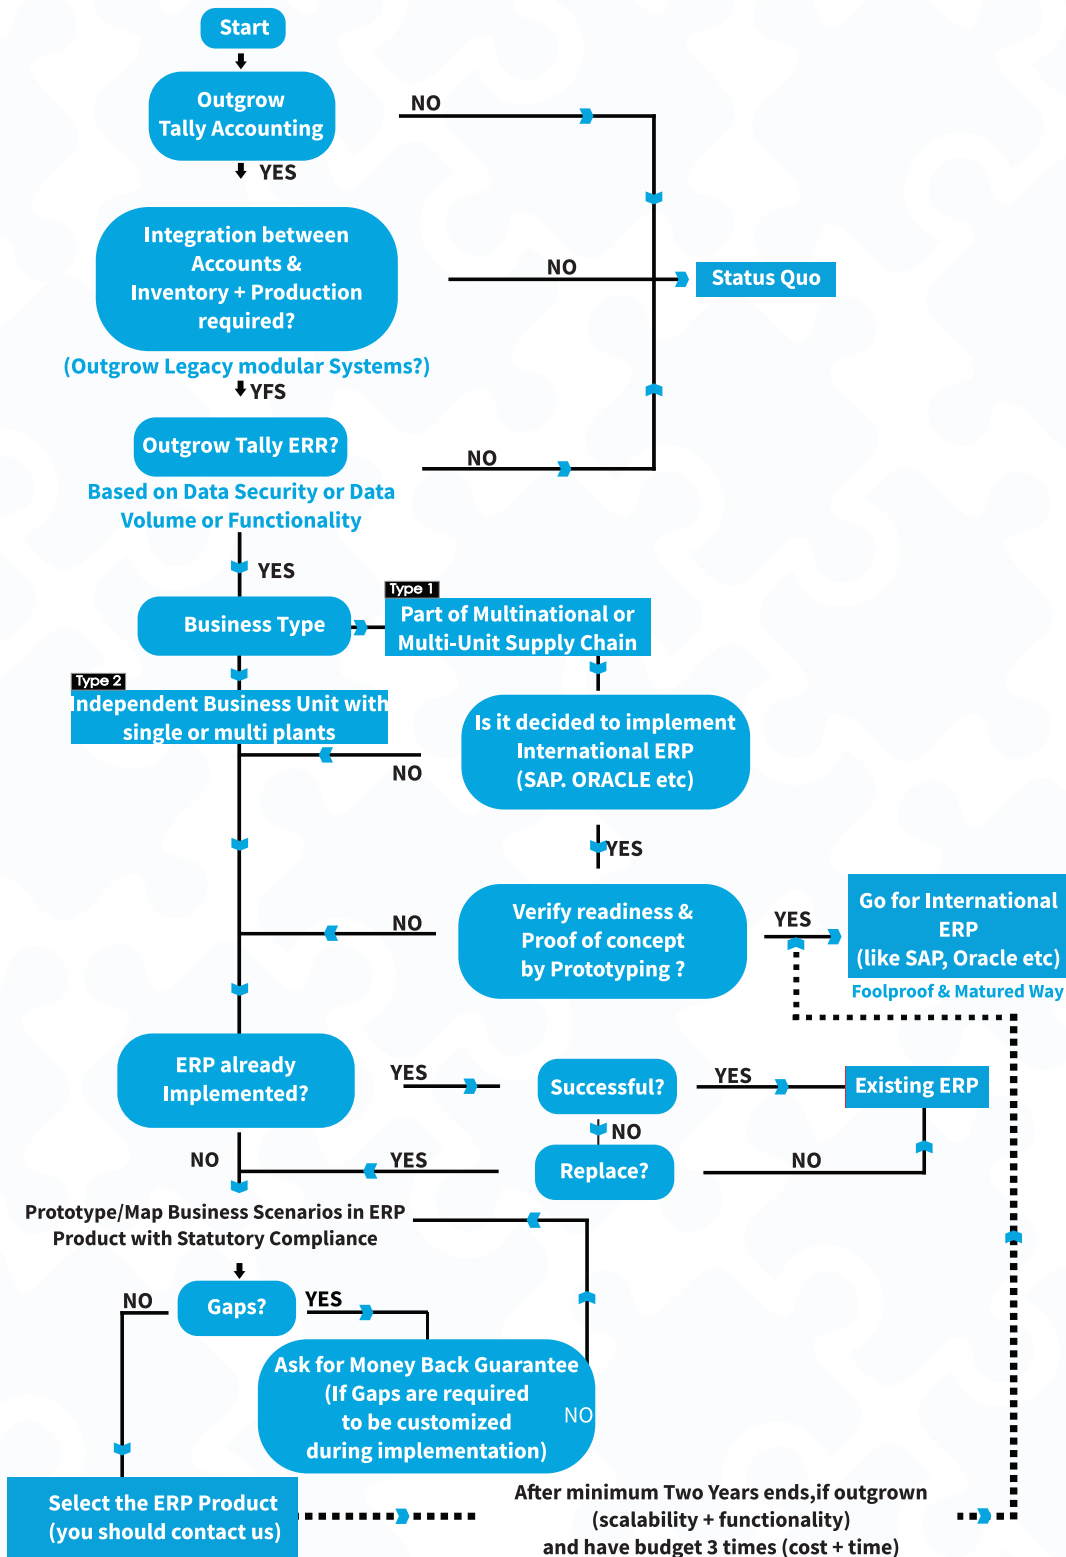 Start
Outgrow
Tally Accounting
NO
YES
Integration between
Accounts &
Inventory + Production
required?
NO
Status Quo
(Outgrow Legacy modular Systems?)
YFS
Outgrow Tally ERR?
NO
Based on Data Security or Data
Volume or Functionality
YES
Business Type
Type 1
Part of Multinational or
Multi-Unit Supply Chain
Type 2
Independent Business Unit with
single or multi plants
Is it decided to implement
International ERP
(SAP. ORACLE etc)
NO
YES
Verify readiness &
Proof of concept
by Prototyping ?
NO
YES
Go for International
ERP
(like SAP, Oracle etc)
Foolproof & Matured Way
ERP already
Implemented?
YES
Successful?
YES
Existing ERP
NO
NO
YES
Replace?
NO
Prototype/Map Business Scenarios in ERP
Product with Statutory Compliance
NO
Gaps?
YES
Ask for Money Back Guarantee
(If Gaps are required
to be customized
during implementation)
NO
Select the ERP Product
(you should contact us)
After minimum Two Years ends,if outgrown
(scalability + functionality)
and have budget 3 times (cost + time)